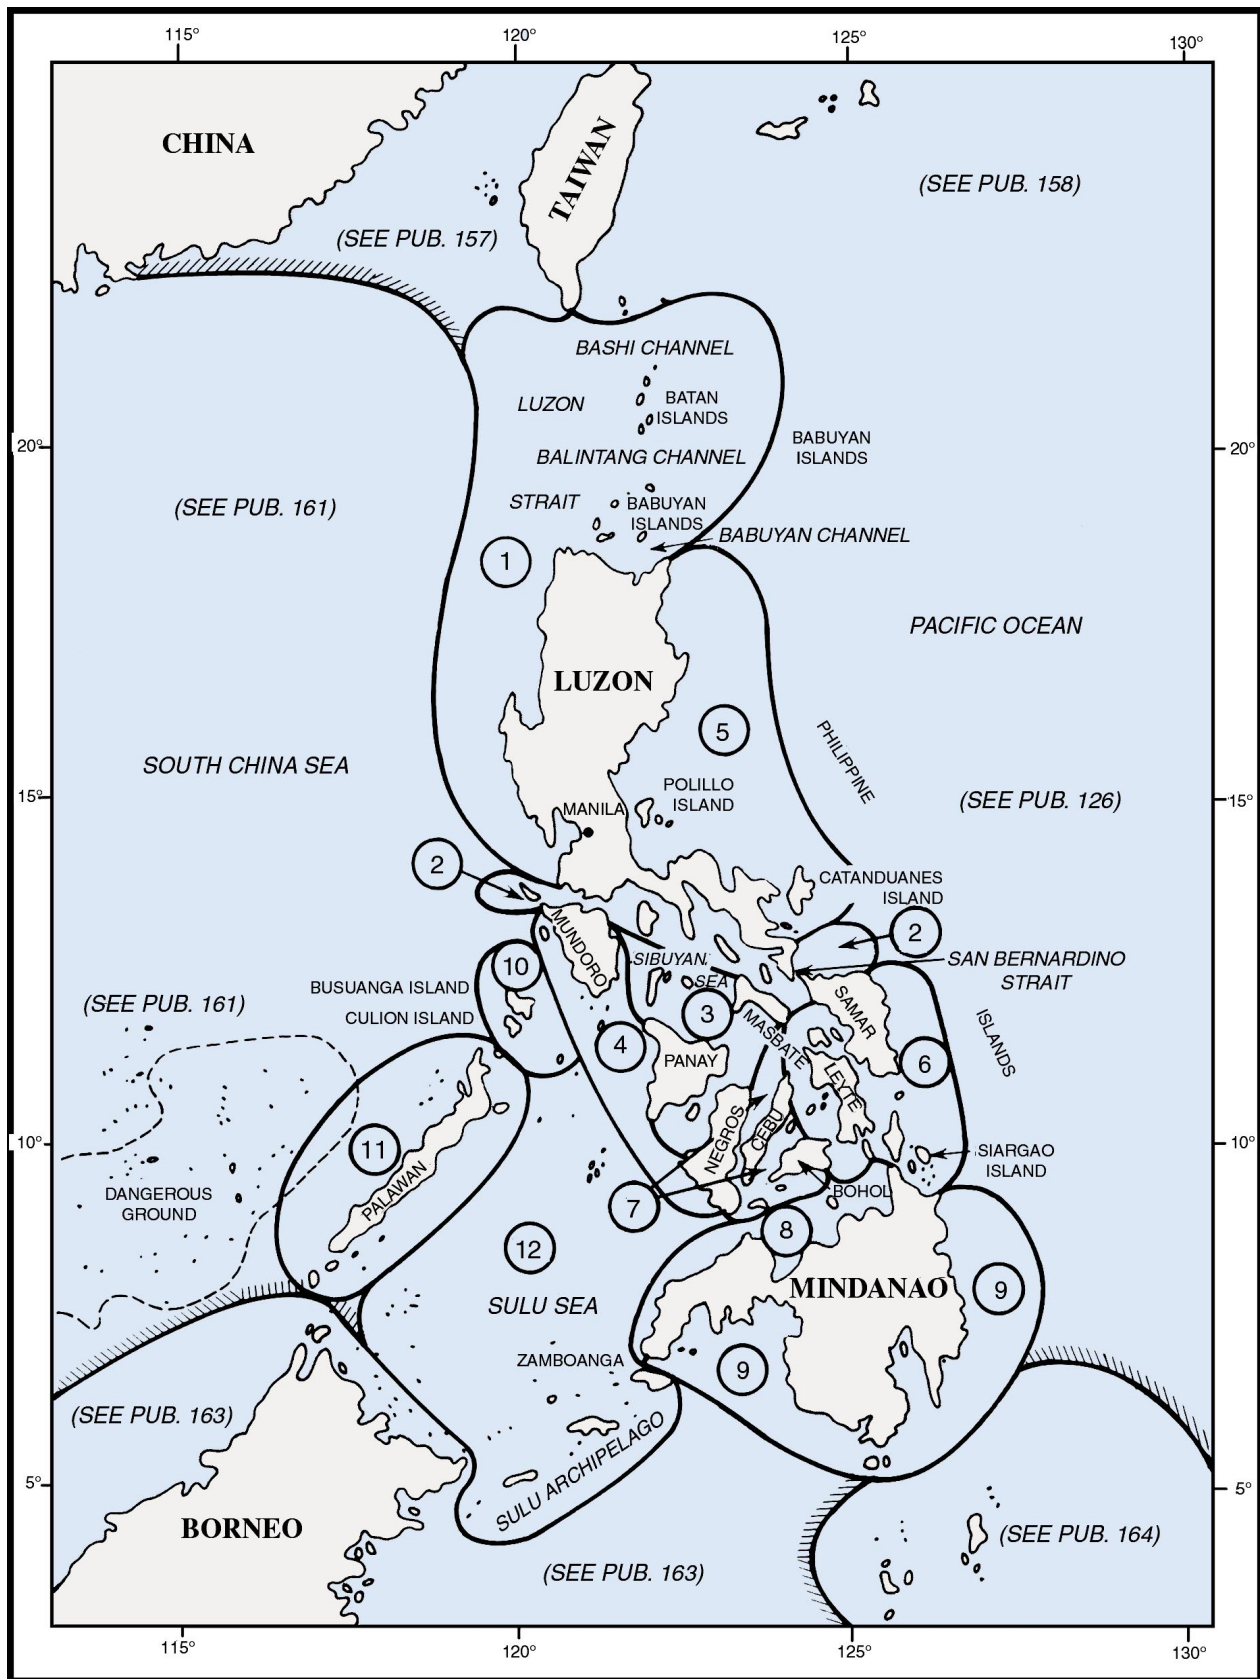 115°
120°
125°
130°
CHINA
TAIWAN
(SEE PUB. 158)
(SEE PUB. 157)
BASHI CHANNEL
LUZON
BATAN
ISLANDS
20°
BABUYAN
ISLANDS
20°
BALINTANG CHANNEL
STRAIT
BABUYAN
ISLANDS
(SEE PUB. 161)
BABUYAN CHANNEL
1
PACIFIC OCEAN
LUZON
5
PHILIPPINE
SOUTH CHINA SEA
POLILLO
ISLAND
15°
MANILA
(SEE PUB. 126)
15°
2
CATANDUANES
ISLAND
2
MUNDORO
SIBUYAN
SEA
SAN BERNARDINO
STRAIT
10
BUSUANGA ISLAND
CULION ISLAND
(SEE PUB. 161)
3
MASBATE
SAMAR
ISLANDS
4
PANAY
LEYTE
6
10°
11
PALAWAN
NEGROS
CEBU
10°
SIARGAO
ISLAND
DANGEROUS
GROUND
7
BOHOL
8
12
SULU SEA
MINDANAO
9
ZAMBOANGA
9
(SEE PUB. 163)
SULU ARCHIPELAGO
5°
5°
BORNEO
(SEE PUB. 163)
(SEE PUB. 164)
115°
120°
125°
130°